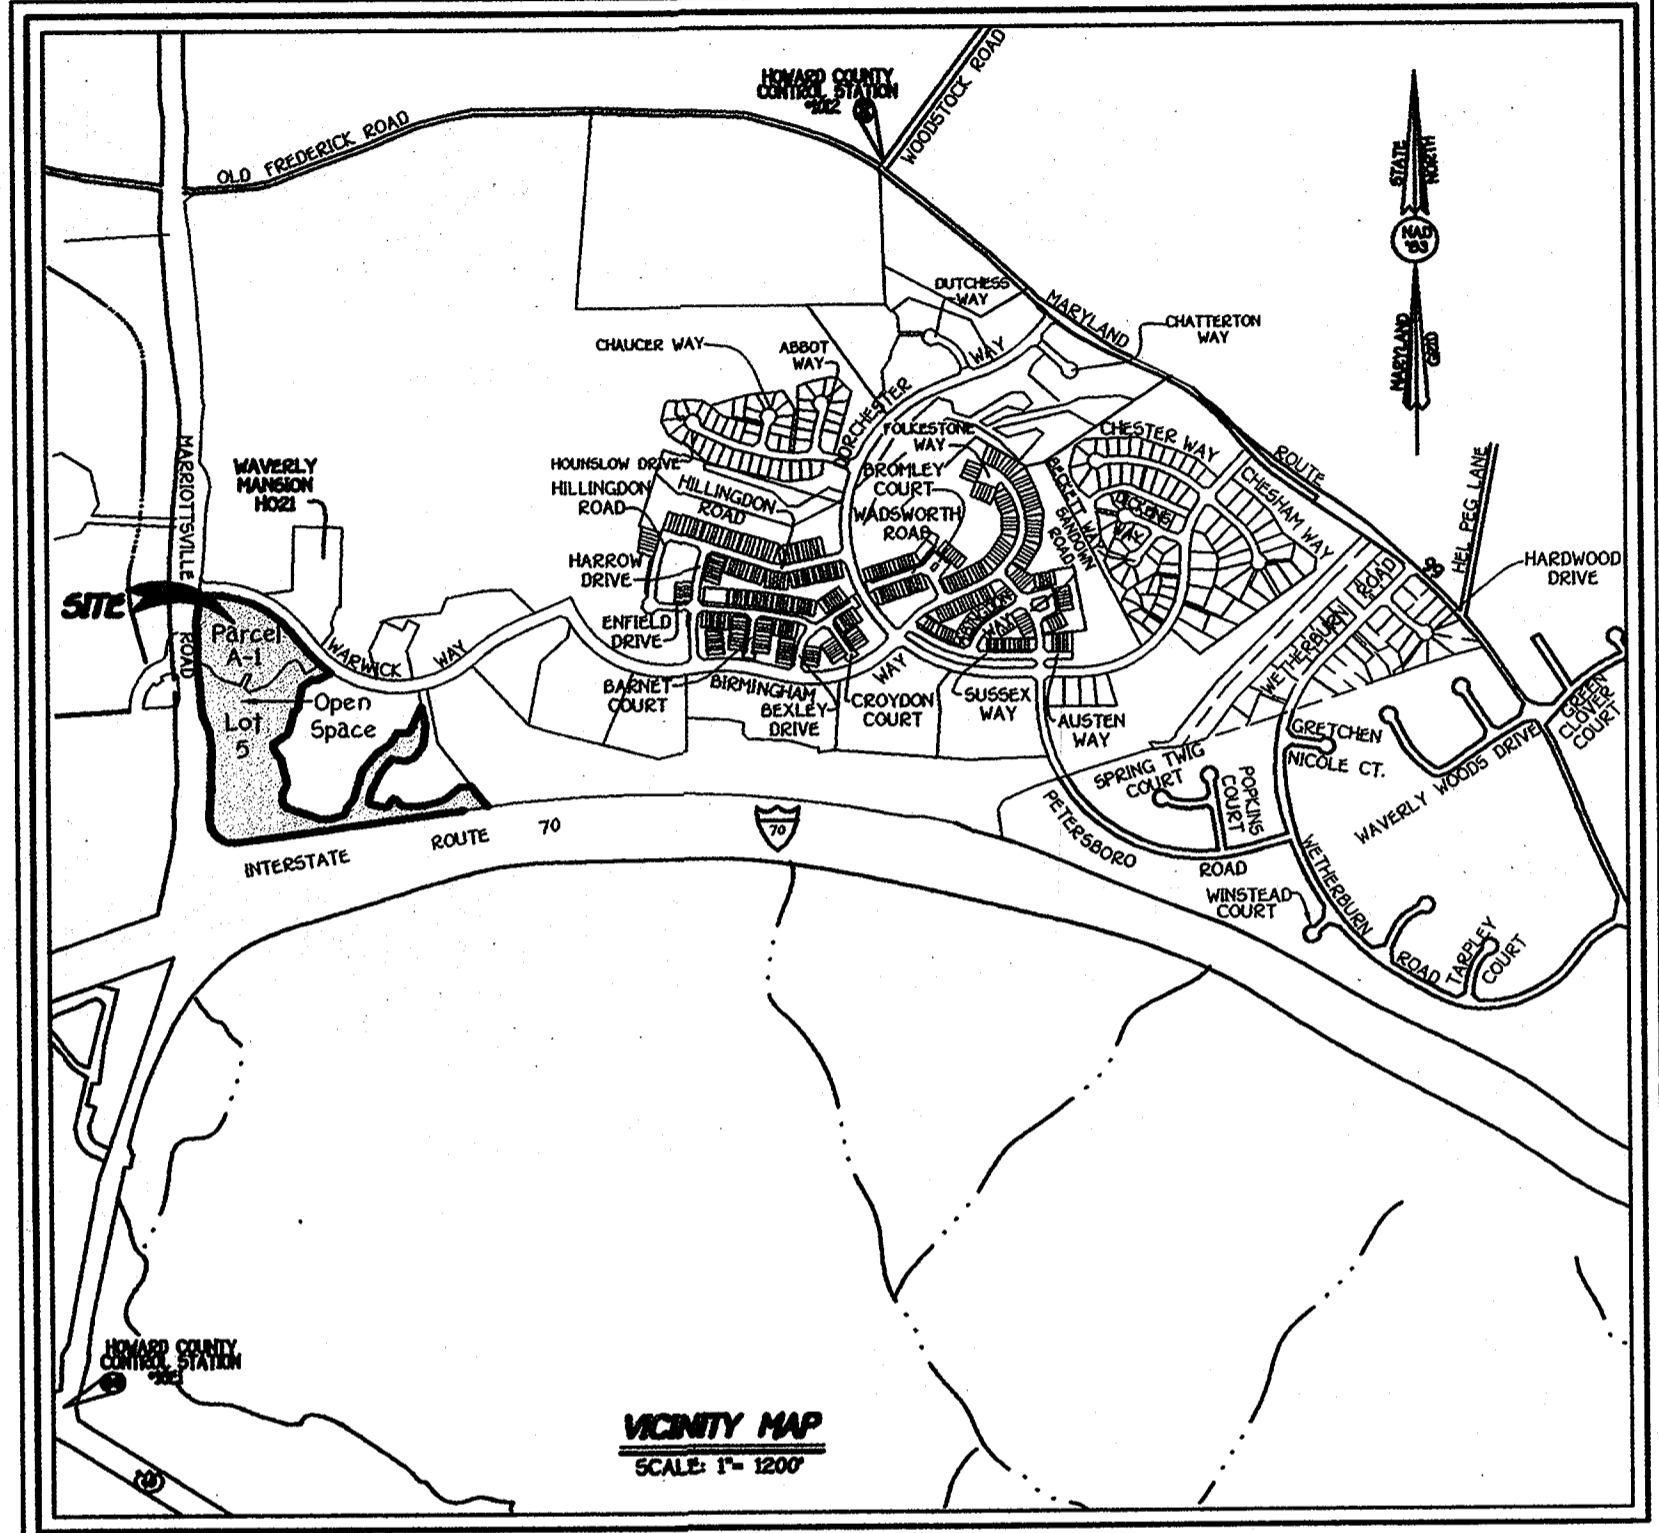 HOWARD COUNTY
CONTROL STATION
WOODSTOCK ROAD
OLD FREDERICK ROAD
STATE
NORTH
NAD
'83
MARYLAND
GRID
DUTCHESS
WAY
MARYLAND
CHATTERTON
WAY
CHAUCER WAY
ABBOT
WAY
WAY
DORCHESTER
FOLKESTONE
WAY
CHESTER WAY
ROUTE
MARRIOTTSVILLE
WAVERLY
MANSION
HO21
HOUNSLOW DRIVE
BROMLEY
COURT
BECKETT WAY
CHESHAM WAY
HEL PEG LANE
HILLINGDON
ROAD
HILLINGDON
ROAD
WADSWORTH
ROAD
SANDOWN
ROAD
DICKENS
WAY
HARROW
DRIVE
99
HARDWOOD
DRIVE
ROAD
SITE
ENFIELD
DRIVE
WAY
WETHERBURN
Parcel
A-1
ROAD
WARWICK
WAY
WAY
BARNET
COURT
BIRMINGHAM
BEXLEY
DRIVE
CROYDON
COURT
SUSSEX
WAY
AUSTEN
WAY
Open
Space
Lot
5
GREEN
CLOVER
COURT
GRETCHEN
NICOLE CT.
SPRING TWIG
COURT
POPKINS
COURT
WAVERLY WOODS DRIVE
PETERSBORO
ROAD
INTERSTATE
ROUTE
70
70
WINSTEAD
COURT
WETHERBURN
ROAD
TARPLEY
COURT
HOWARD COUNTY
CONTROL STATION
VICINITY MAP
SCALE: 1"= 1200'